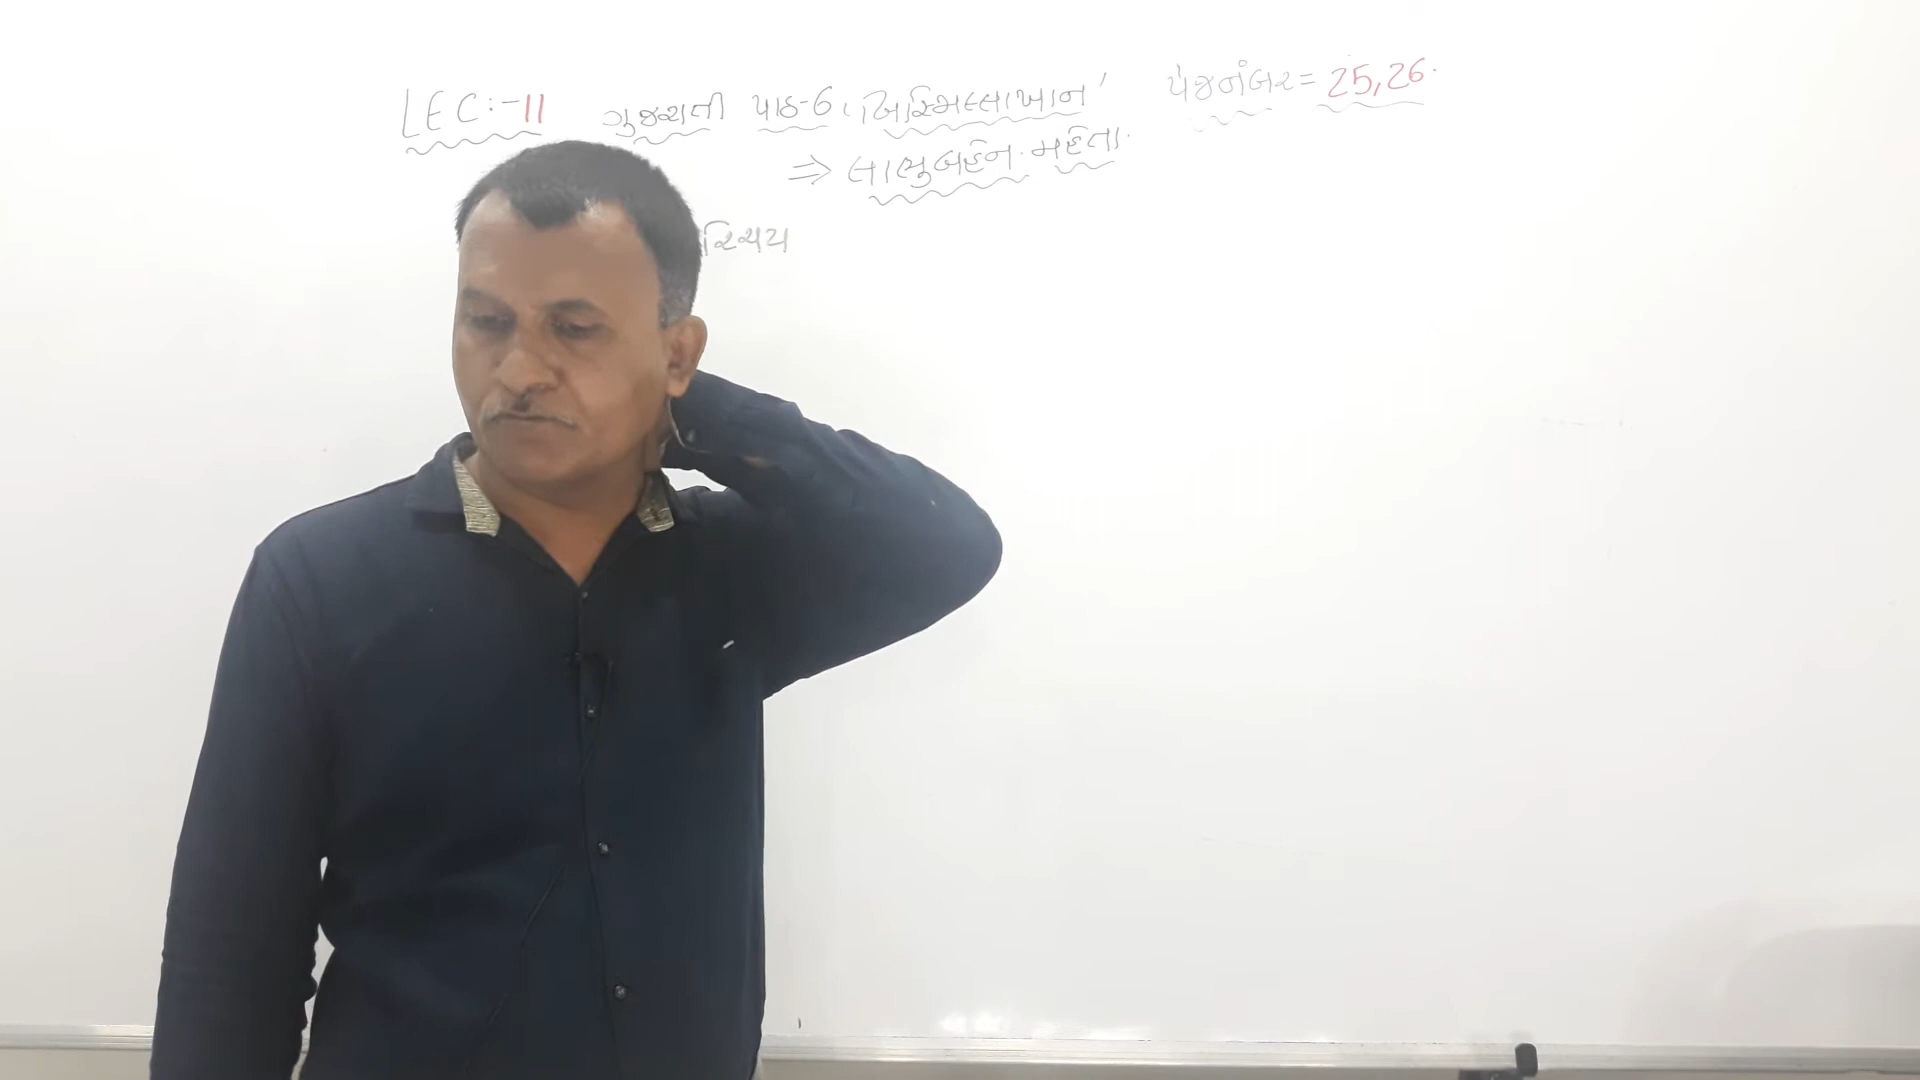 LEC:-11 ગુજરાતી પાઠ-6 'બિસ્મિલ્લાખાન' પેજનંબર = 25,26.
⇒ લાભુબહેન. મહેતા.
રિચય